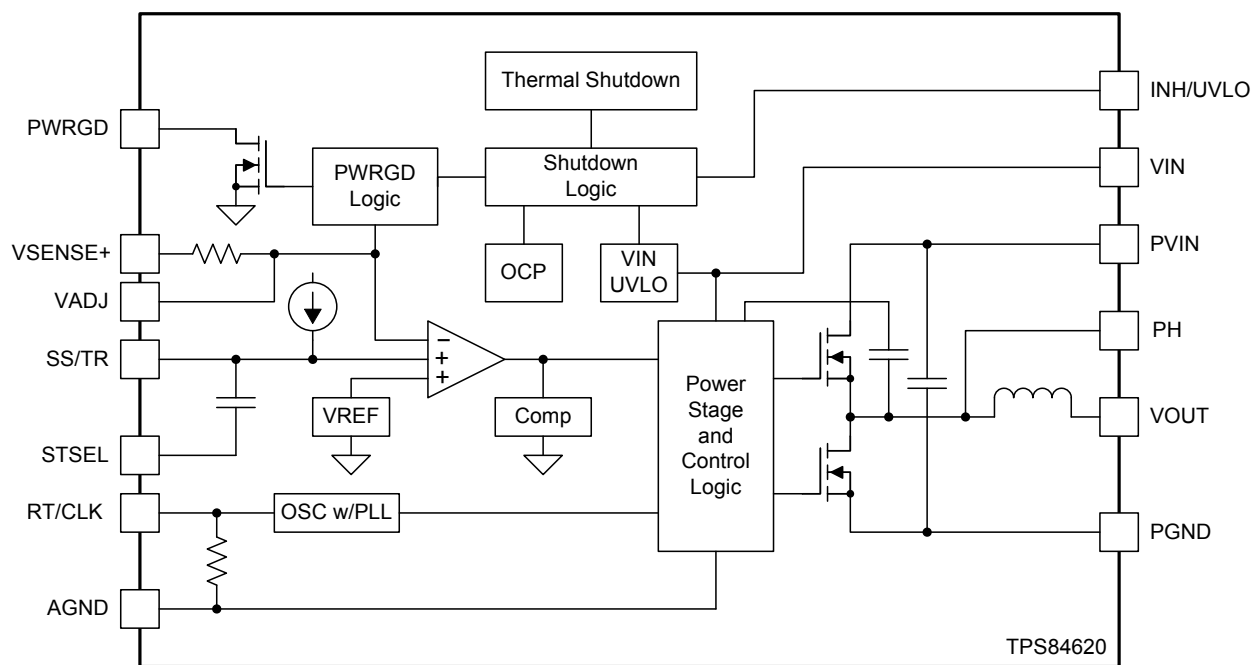 Thermal Shutdown
INH/UVLO
PWRGD
PWRGD
Logic
Shutdown
Logic
VIN
VSENSE+
OCP
VIN
UVLO
PVIN
VADJ
SS/TR
PH
−
+
+
VREF
Comp
Power
Stage
and
Control
Logic
VOUT
STSEL
RT/CLK
OSC w/PLL
PGND
AGND
TPS84620